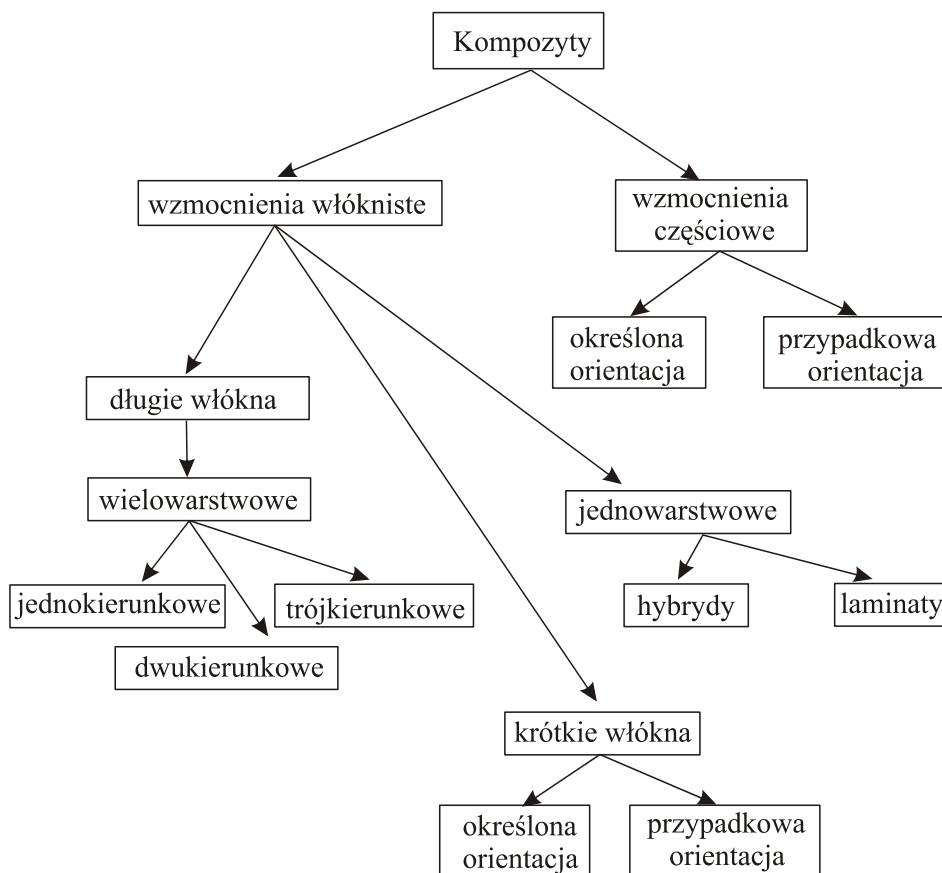 Kompozyty
wzmocnienia włókniste
wzmocnienia
częściowe
określona
orientacja
przypadkowa
orientacja
długie włókna
wielowarstwowe
jednowarstwowe
jednokierunkowe
trójkierunkowe
hybrydy
laminaty
dwukierunkowe
krótkie włókna
określona
orientacja
przypadkowa
orientacja